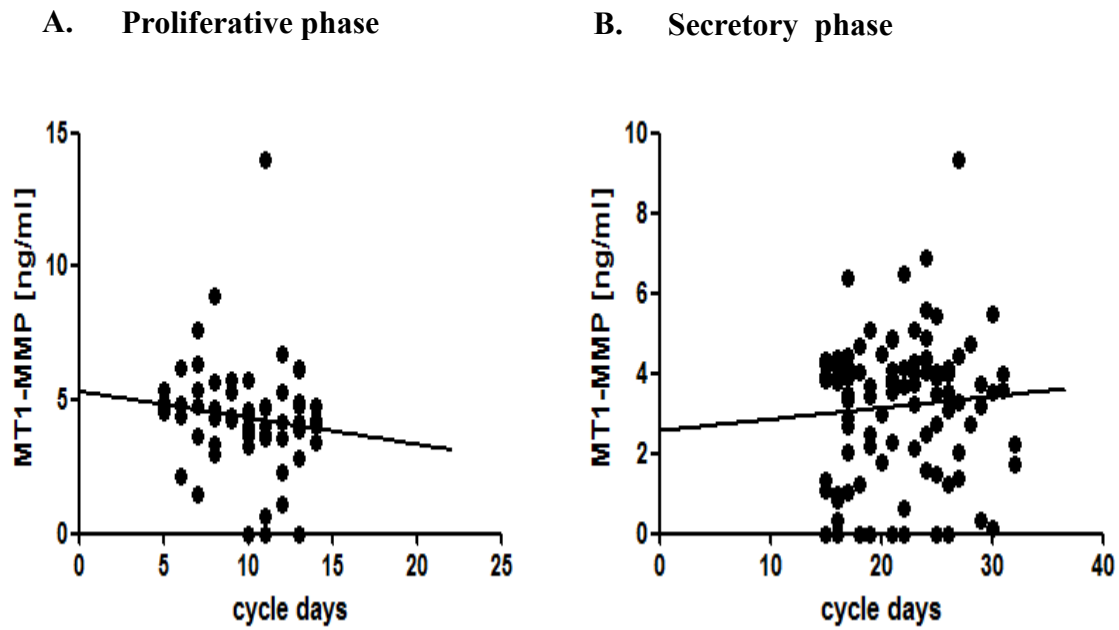 A. Proliferative phase
B. Secretory phase
15
10
5
0
MT1-MMP [ng/ml]
0 5 10 15 20 25
cycle days
10
8
6
4
2
0
MT1-MMP [ng/ml]
0 10 20 30 40
cycle days